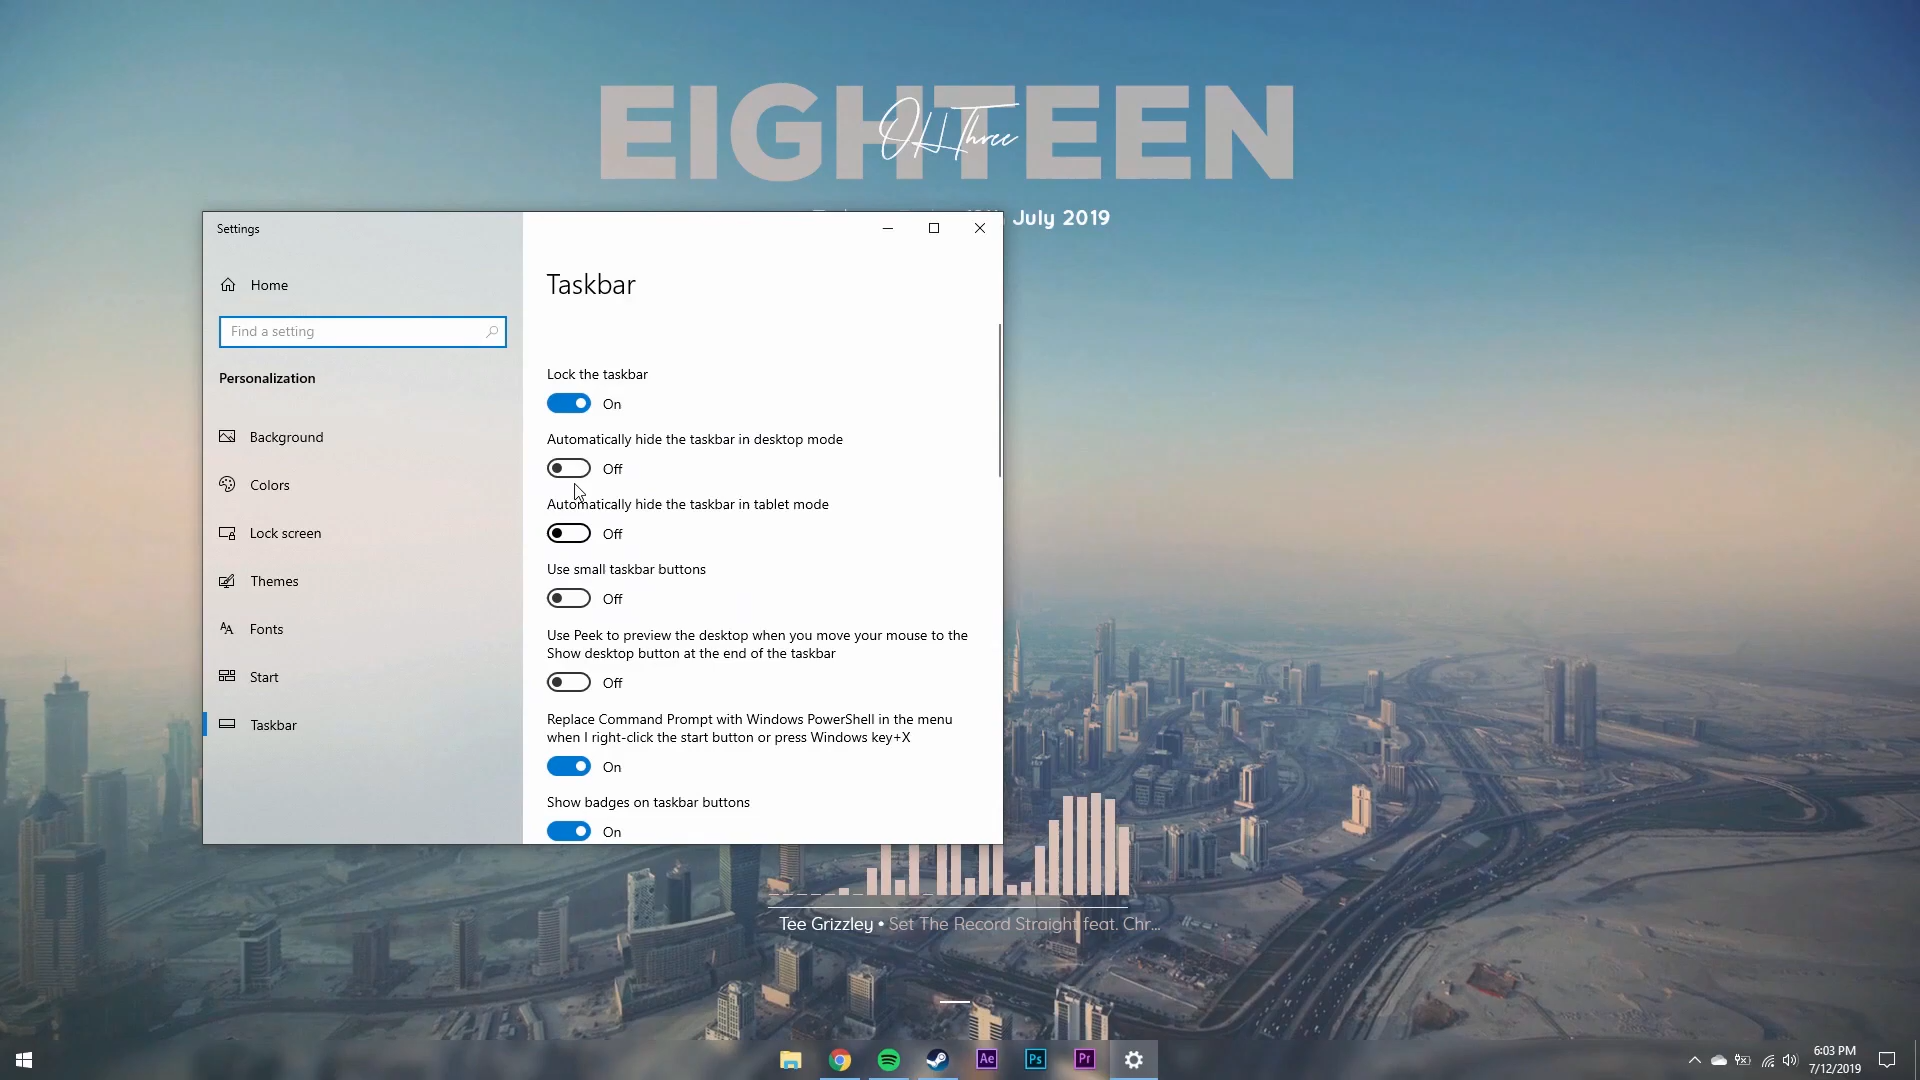 EIGHTEEN
OH Three
July 2019
Settings
Home
Find a setting
Personalization
Background
Colors
Lock screen
Themes
Fonts
Start
Taskbar
Taskbar
Lock the taskbar
On
Automatically hide the taskbar in desktop mode
Off
Automatically hide the taskbar in tablet mode
Off
Use small taskbar buttons
Off
Use Peek to preview the desktop when you move your mouse to the
Show desktop button at the end of the taskbar
Off
Replace Command Prompt with Windows PowerShell in the menu
when I right-click the start button or press Windows key+X
On
Show badges on taskbar buttons
On
Tee Grizzley • Set The Record Straight feat. Chr...
Ae
Ps
Pr
6:03 PM
7/12/2019